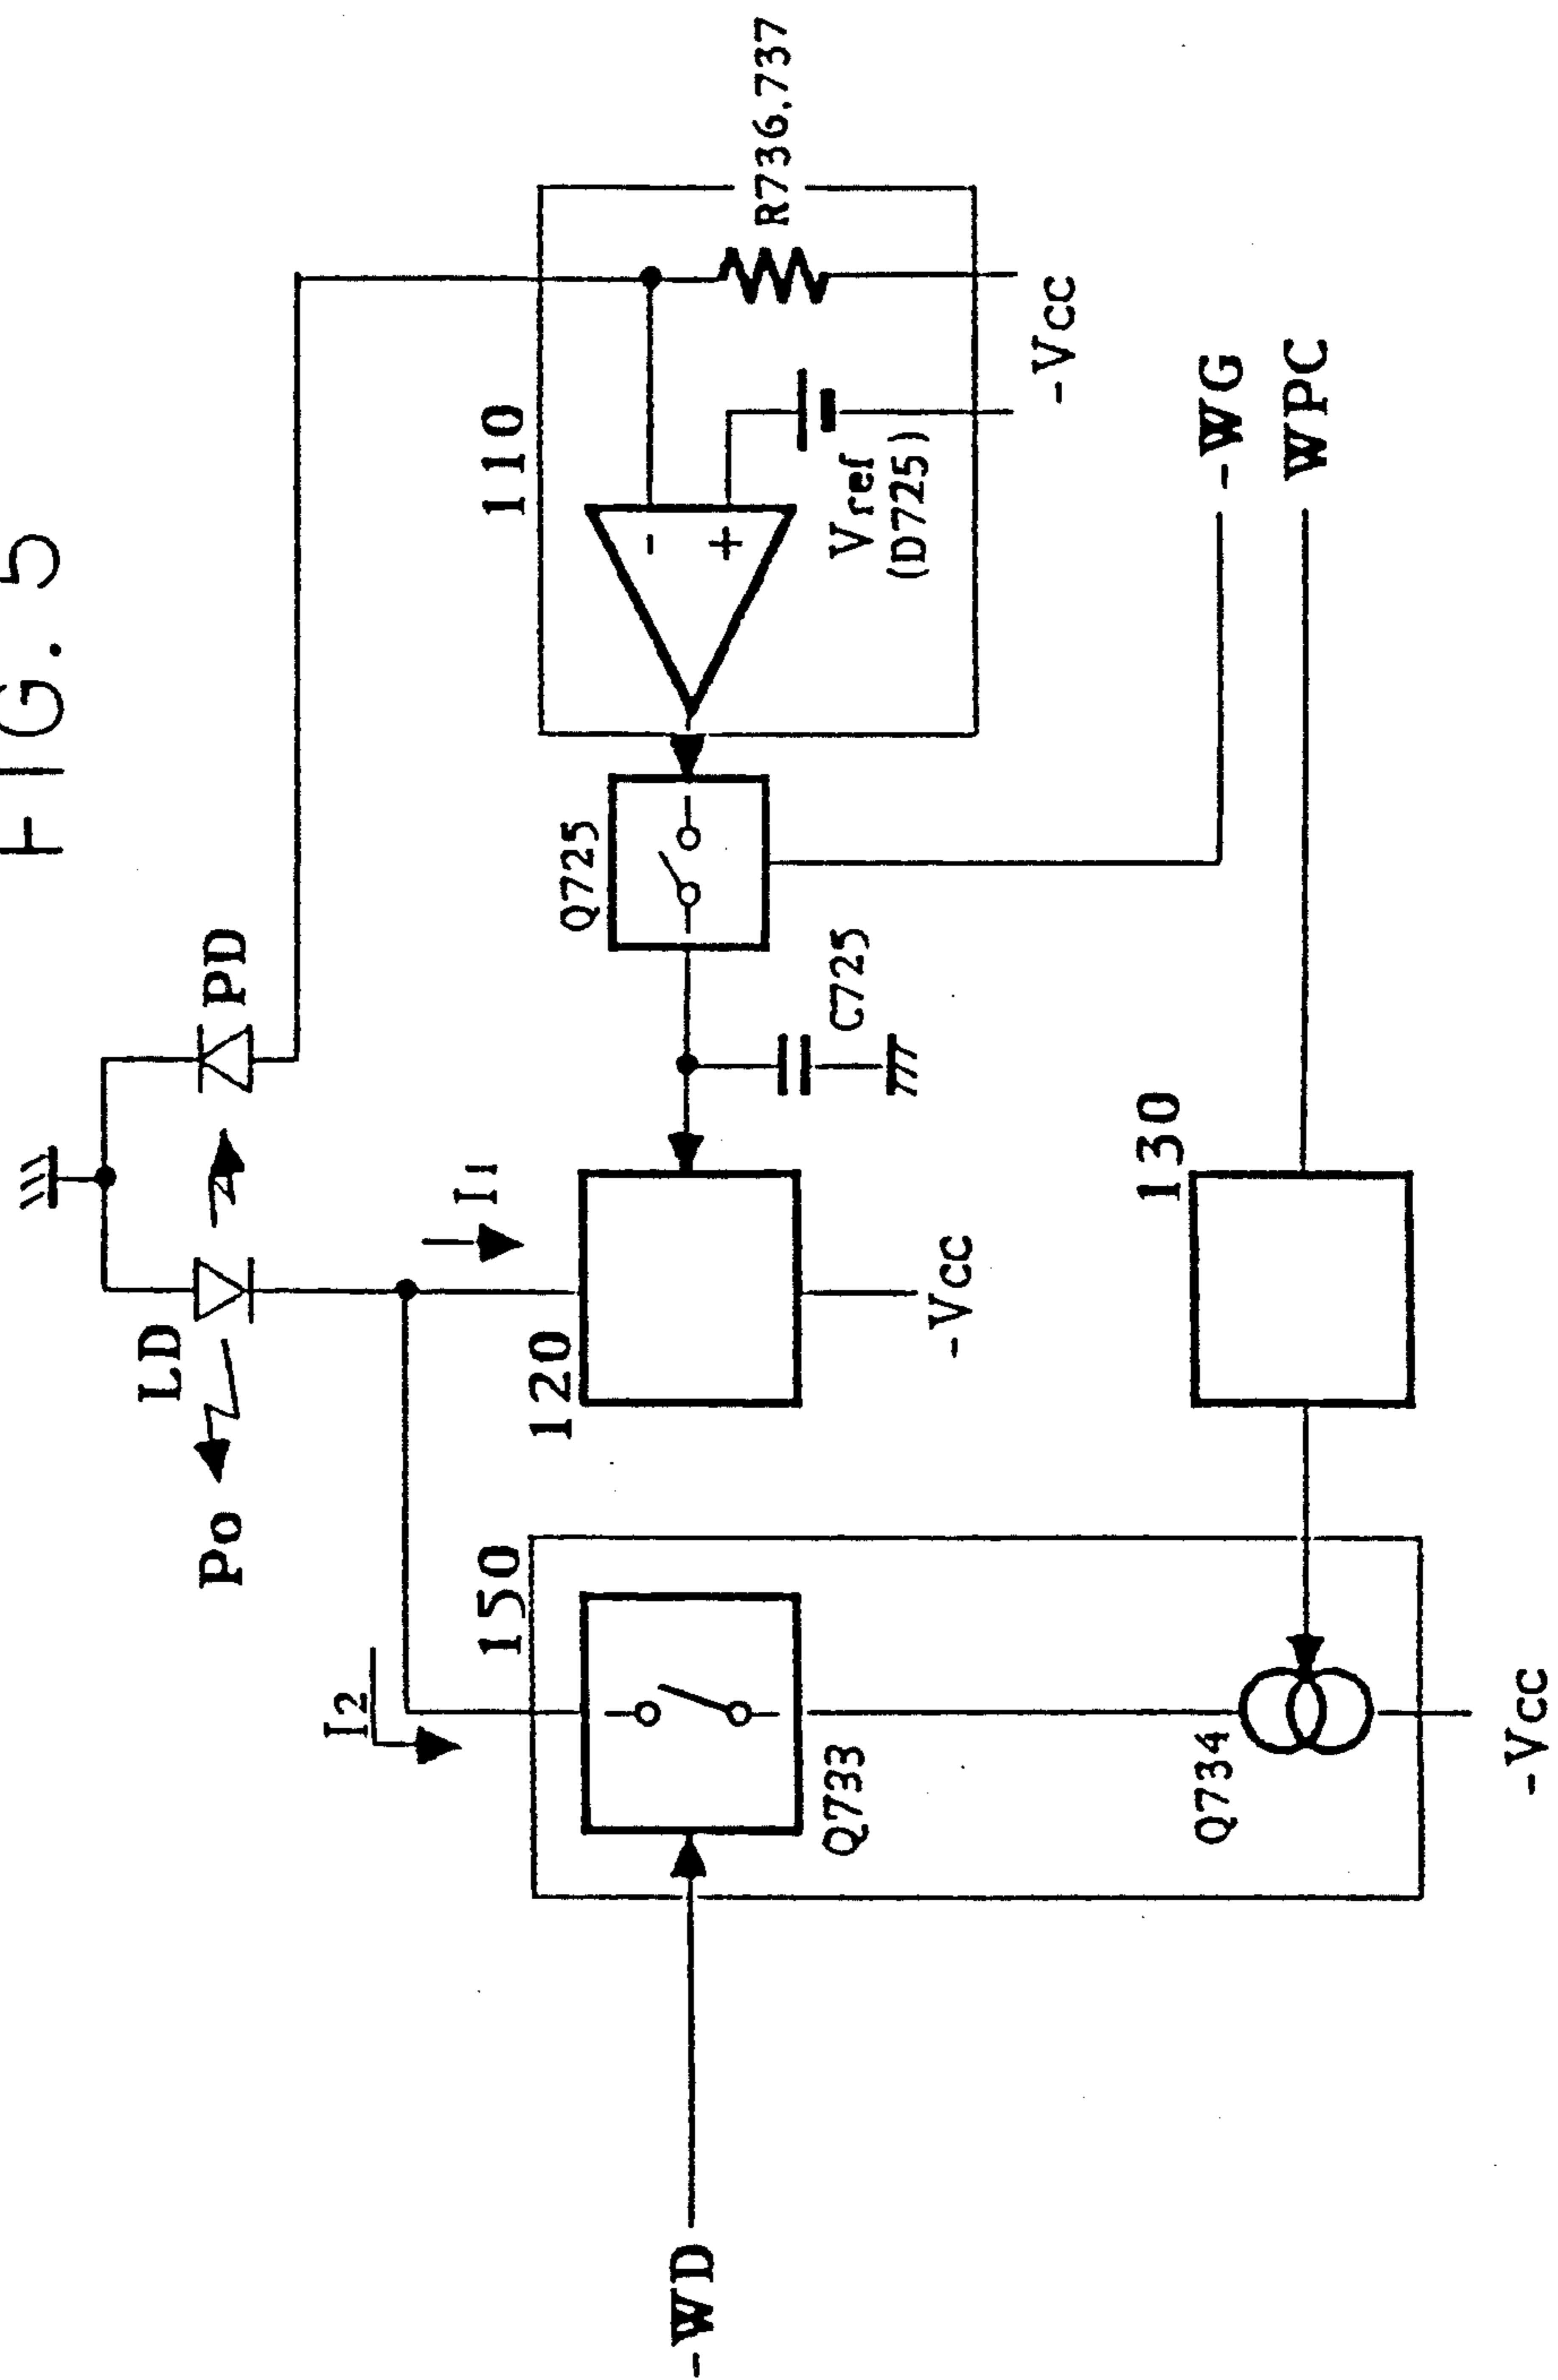 FIG. 5
LD
Po
PD
I2
I1
150
120
Q725
110
R736,737
-WD
Q733
-Vcc
C725
-
+
Vref
(D725)
-Vcc
130
-WG
WPC
Q734
-Vcc